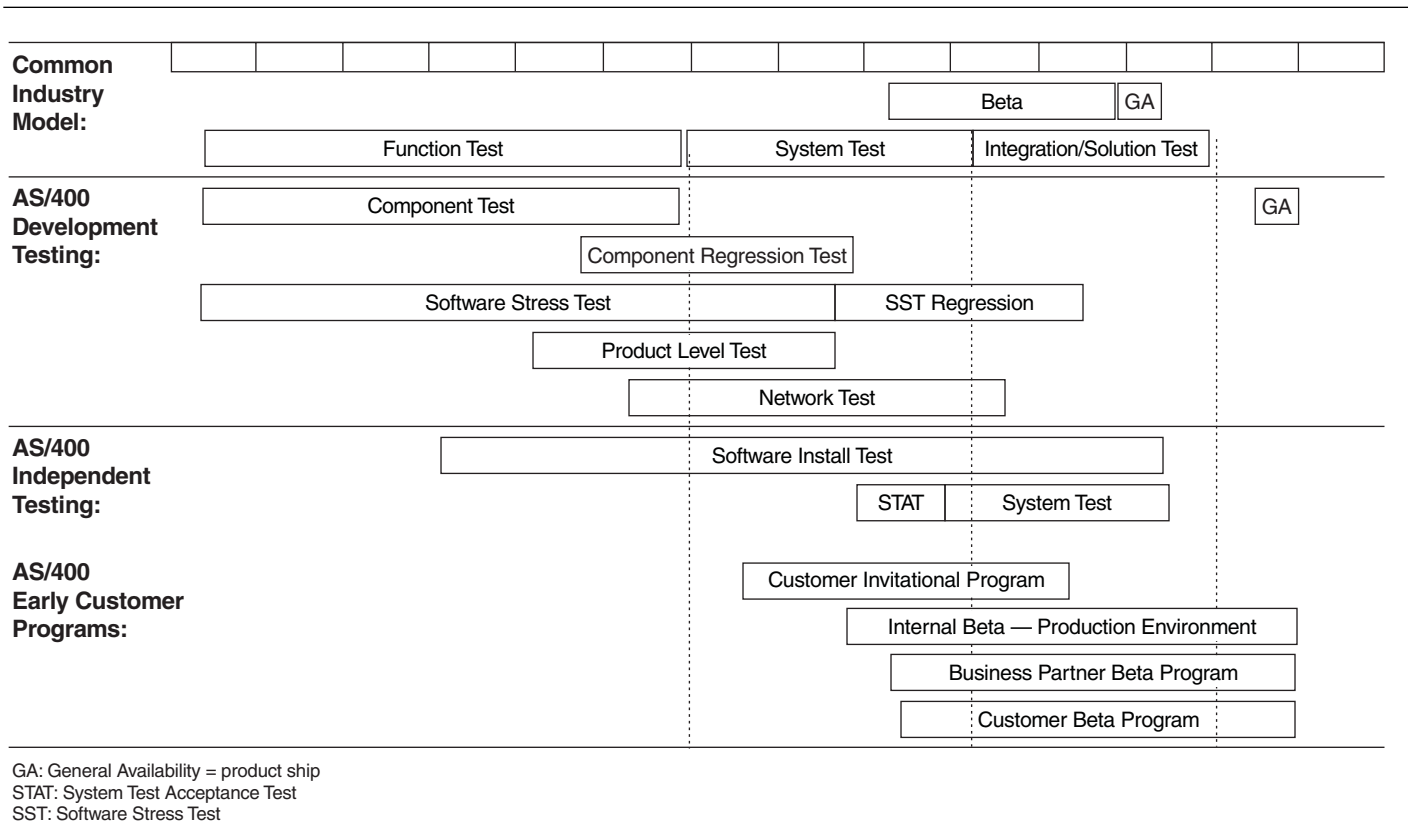 Common
Industry
Model:
Beta
GA
Function Test
System Test
Integration/Solution Test
AS/400
Development
Testing:
Component Test
GA
Component Regression Test
Software Stress Test
SST Regression
Product Level Test
Network Test
AS/400
Independent
Testing:
Software Install Test
STAT
System Test
AS/400
Early Customer
Programs:
Customer Invitational Program
Internal Beta — Production Environment
Business Partner Beta Program
Customer Beta Program
GA: General Availability = product ship
STAT: System Test Acceptance Test
SST: Software Stress Test